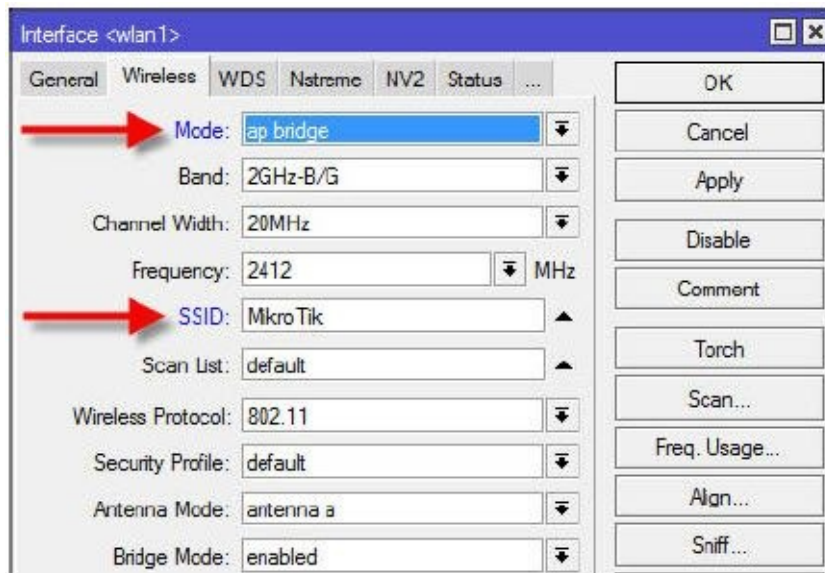 Interface <wlan1>
General Wireless WDS Nstreme NV2 Status ...
Mode: ap bridge
Band: 2GHz-B/G
Channel Width: 20MHz
Frequency: 2412 MHz
SSID: MikroTik
Scan List: default
Wireless Protocol: 802.11
Security Profile: default
Antenna Mode: antenna a
Bridge Mode: enabled
OK
Cancel
Apply
Disable
Comment
Torch
Scan...
Freq. Usage...
Align...
Sniff...